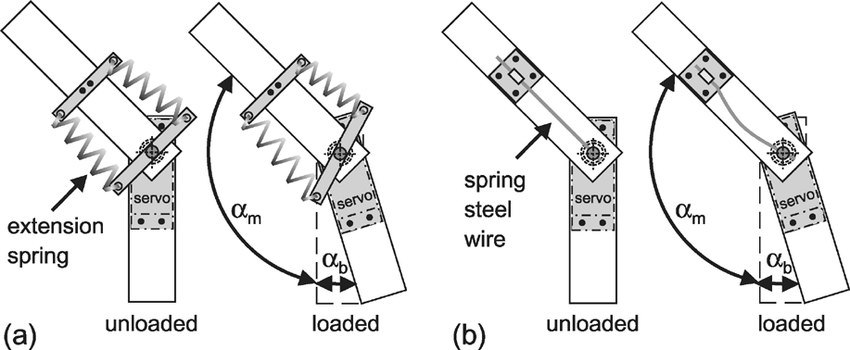 extension
spring
servo
αm
servo
αb
(a)
unloaded
loaded
spring
steel
wire
servo
αm
servo
αb
(b)
unloaded
loaded